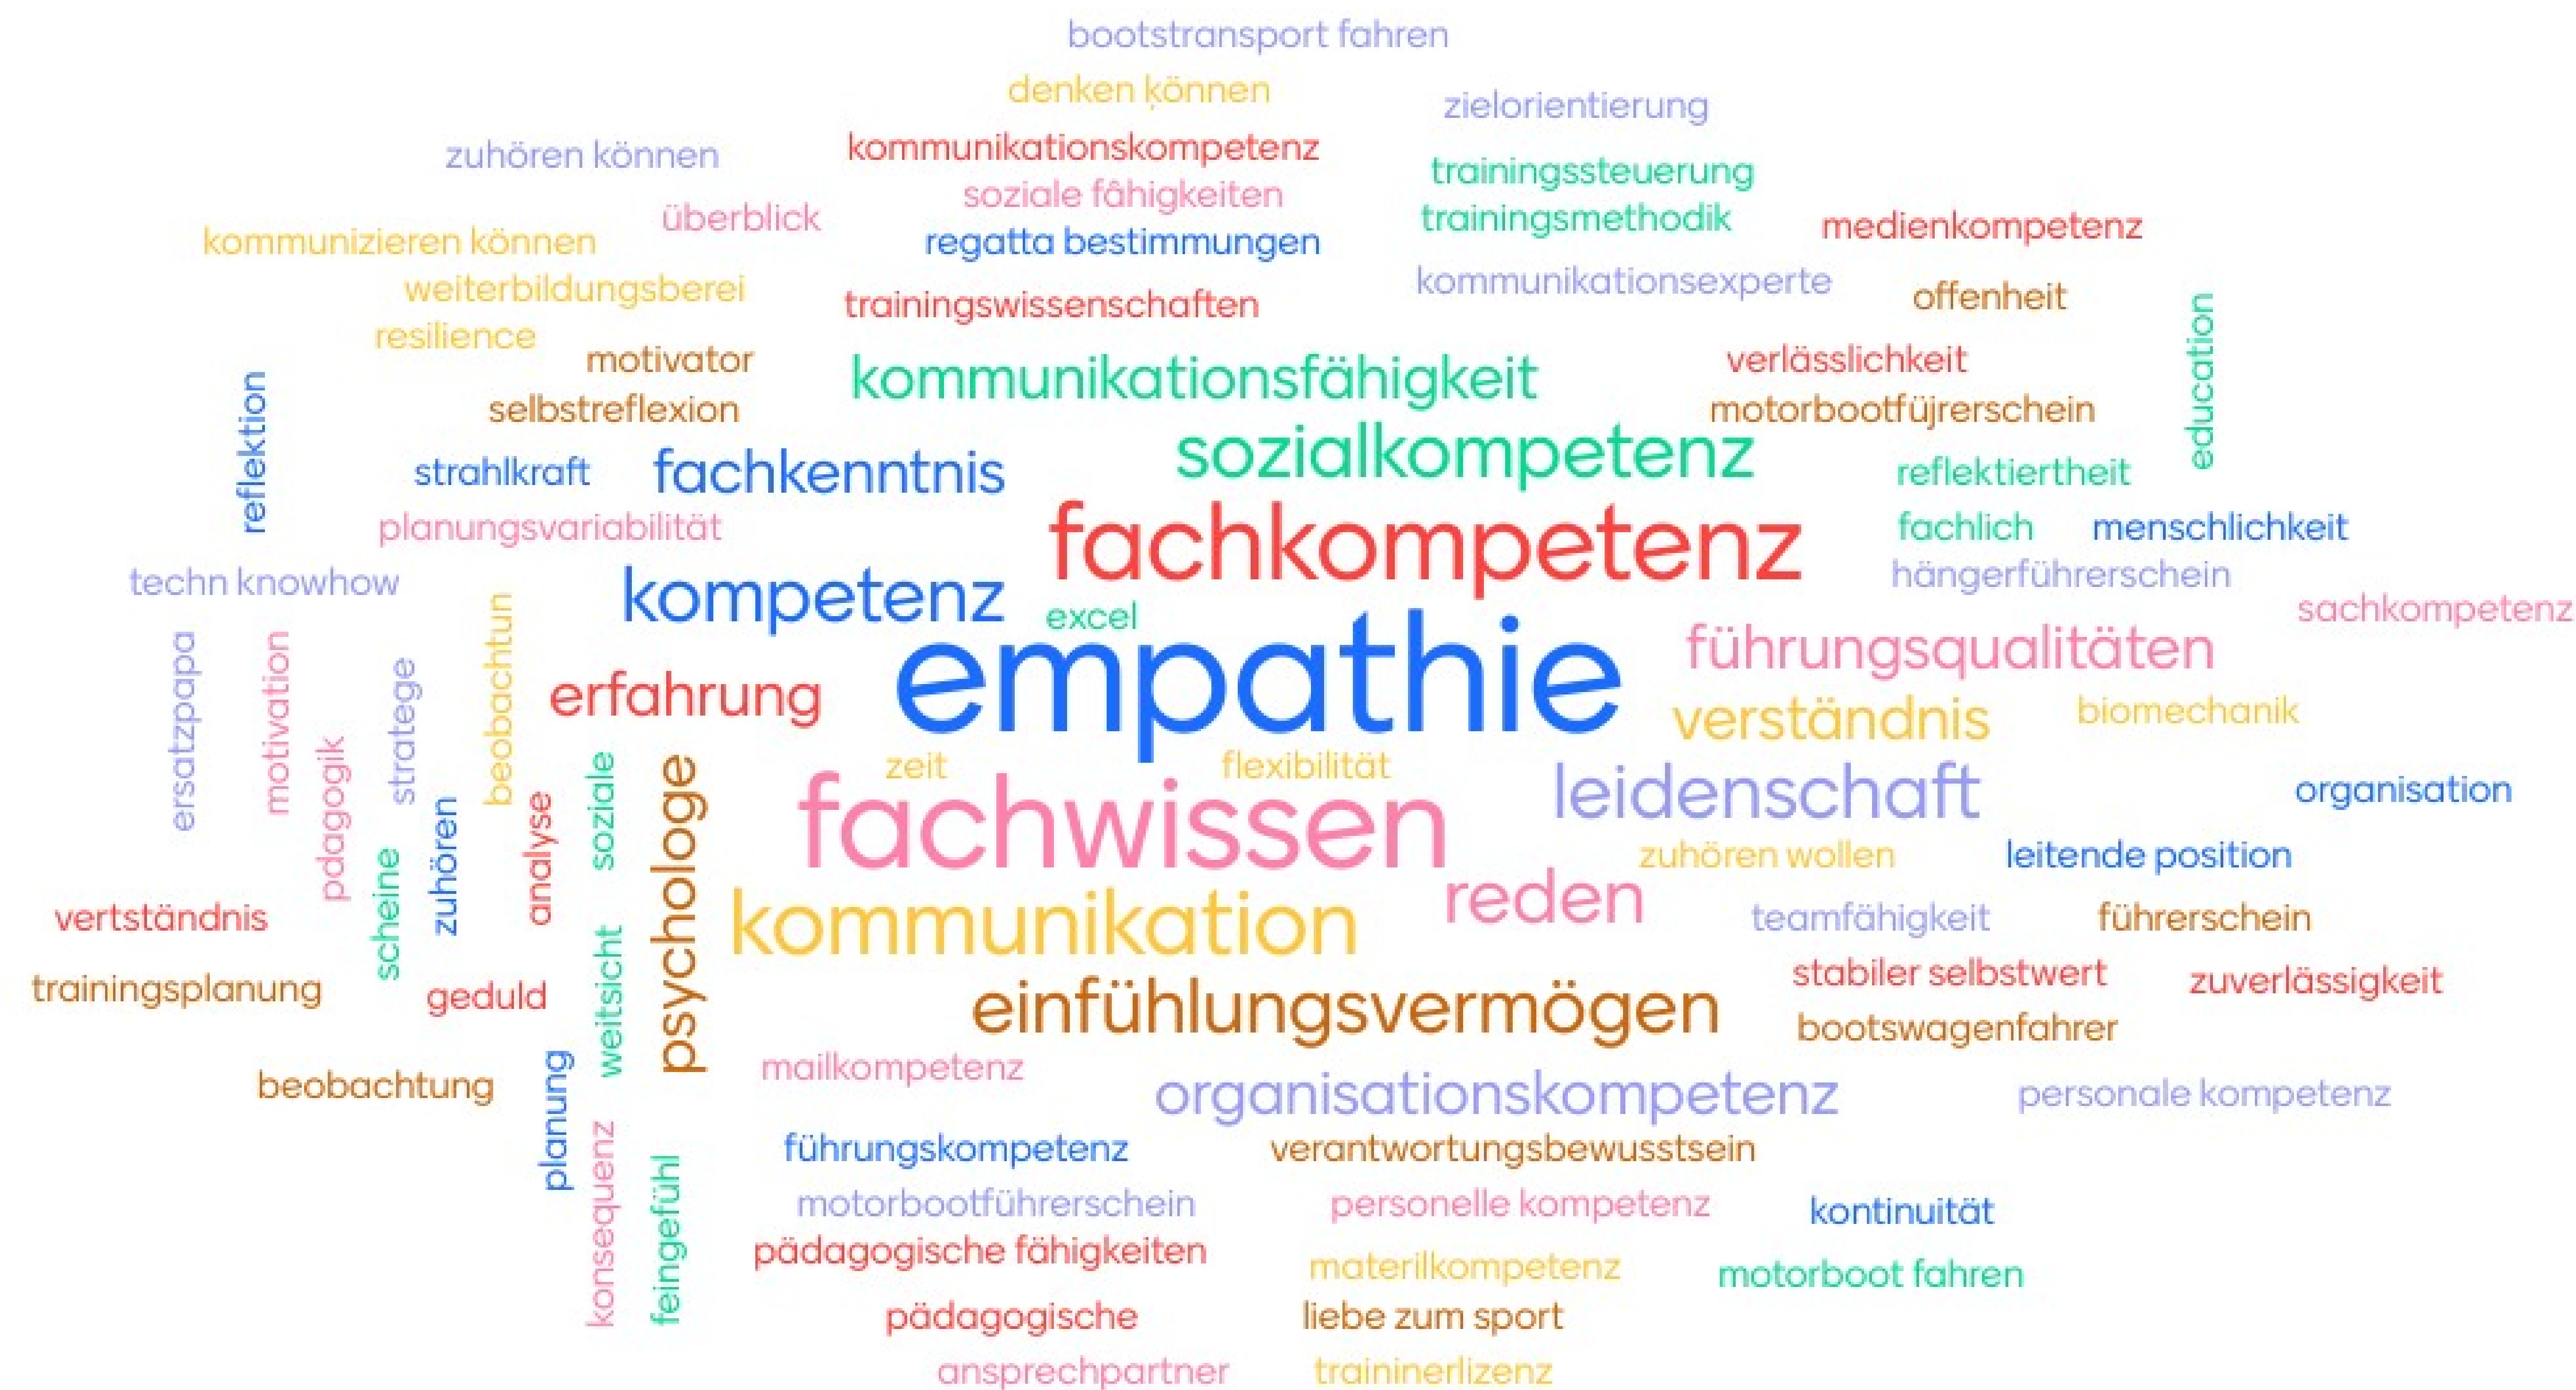 bootstransport fahren
denken können
zielorientierung
kommunikationskompetenz
zuhören können
trainingssteuerung
soziale fähigkeiten
überblick
trainingsmethodik
medienkompetenz
kommunizieren können
regatta bestimmungen
kommunikationsexperte
weiterbildungsberei
offenheit
trainingswissenschaften
resilience
motivator
verlässlichkeit
education
kommunikationsfähigkeit
selbstreflexion
motorbootfüjrerschein
reflektion
sozialkompetenz
strahlkraft
fachkenntnis
reflektiertheit
planungsvariabilität
fachkompetenz
fachlich
menschlichkeit
techn knowhow
hängerführerschein
kompetenz
excel
sachkompetenz
empathie
führungsqualitäten
beobachtun
erfahrung
verständnis
biomechanik
ersatzpapa
motivation
stratege
zeit
flexibilität
leidenschaft
organisation
pdagogik
soziale
fachwissen
zuhören wollen
leitende position
analyse
zuhören
psychologe
reden
scheine
vertständnis
kommunikation
teamfähigkeit
führerschein
stabiler selbstwert
zuverlässigkeit
trainingsplanung
geduld
weitsicht
einfühlungsvermögen
bootswagenfahrer
mailkompetenz
beobachtung
organisationskompetenz
personale kompetenz
planung
führungskompetenz
verantwortungsbewusstsein
motorbootführerschein
personelle kompetenz
kontinuität
konsequenz
feingefühl
pädagogische fähigkeiten
materilkompetenz
motorboot fahren
pädagogische
liebe zum sport
ansprechpartner
traininerlizenz